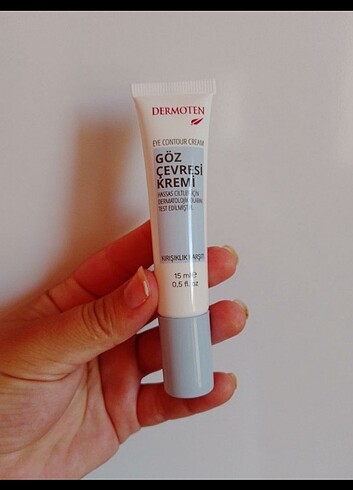 DERMOTEN
EYE CONTOUR CREAM
GÖZ
ÇEVRESİ
KREMİ
HASSAS CİLTLER İÇİN
DERMATOLOJİK OLARAK
TEST EDİLMİŞTİR
KIRIŞIKLIK KARŞITI
15 ml e
0,5 fl.oz